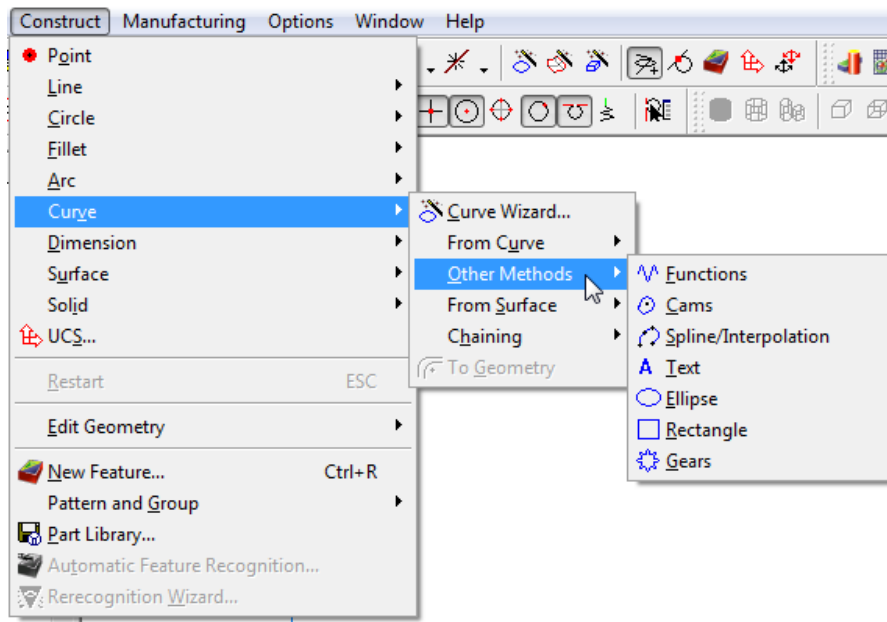 Construct Manufacturing Options Window Help
Point
Line
Circle
Fillet
Arc
Curve
Dimension
Surface
Solid
UCS...
Restart ESC
Edit Geometry
New Feature... Ctrl+R
Pattern and Group
Part Library...
Automatic Feature Recognition...
Rerecognition Wizard...
Curve Wizard...
From Curve
Other Methods
From Surface
Chaining
To Geometry
Functions
Cams
Spline/Interpolation
Text
Ellipse
Rectangle
Gears